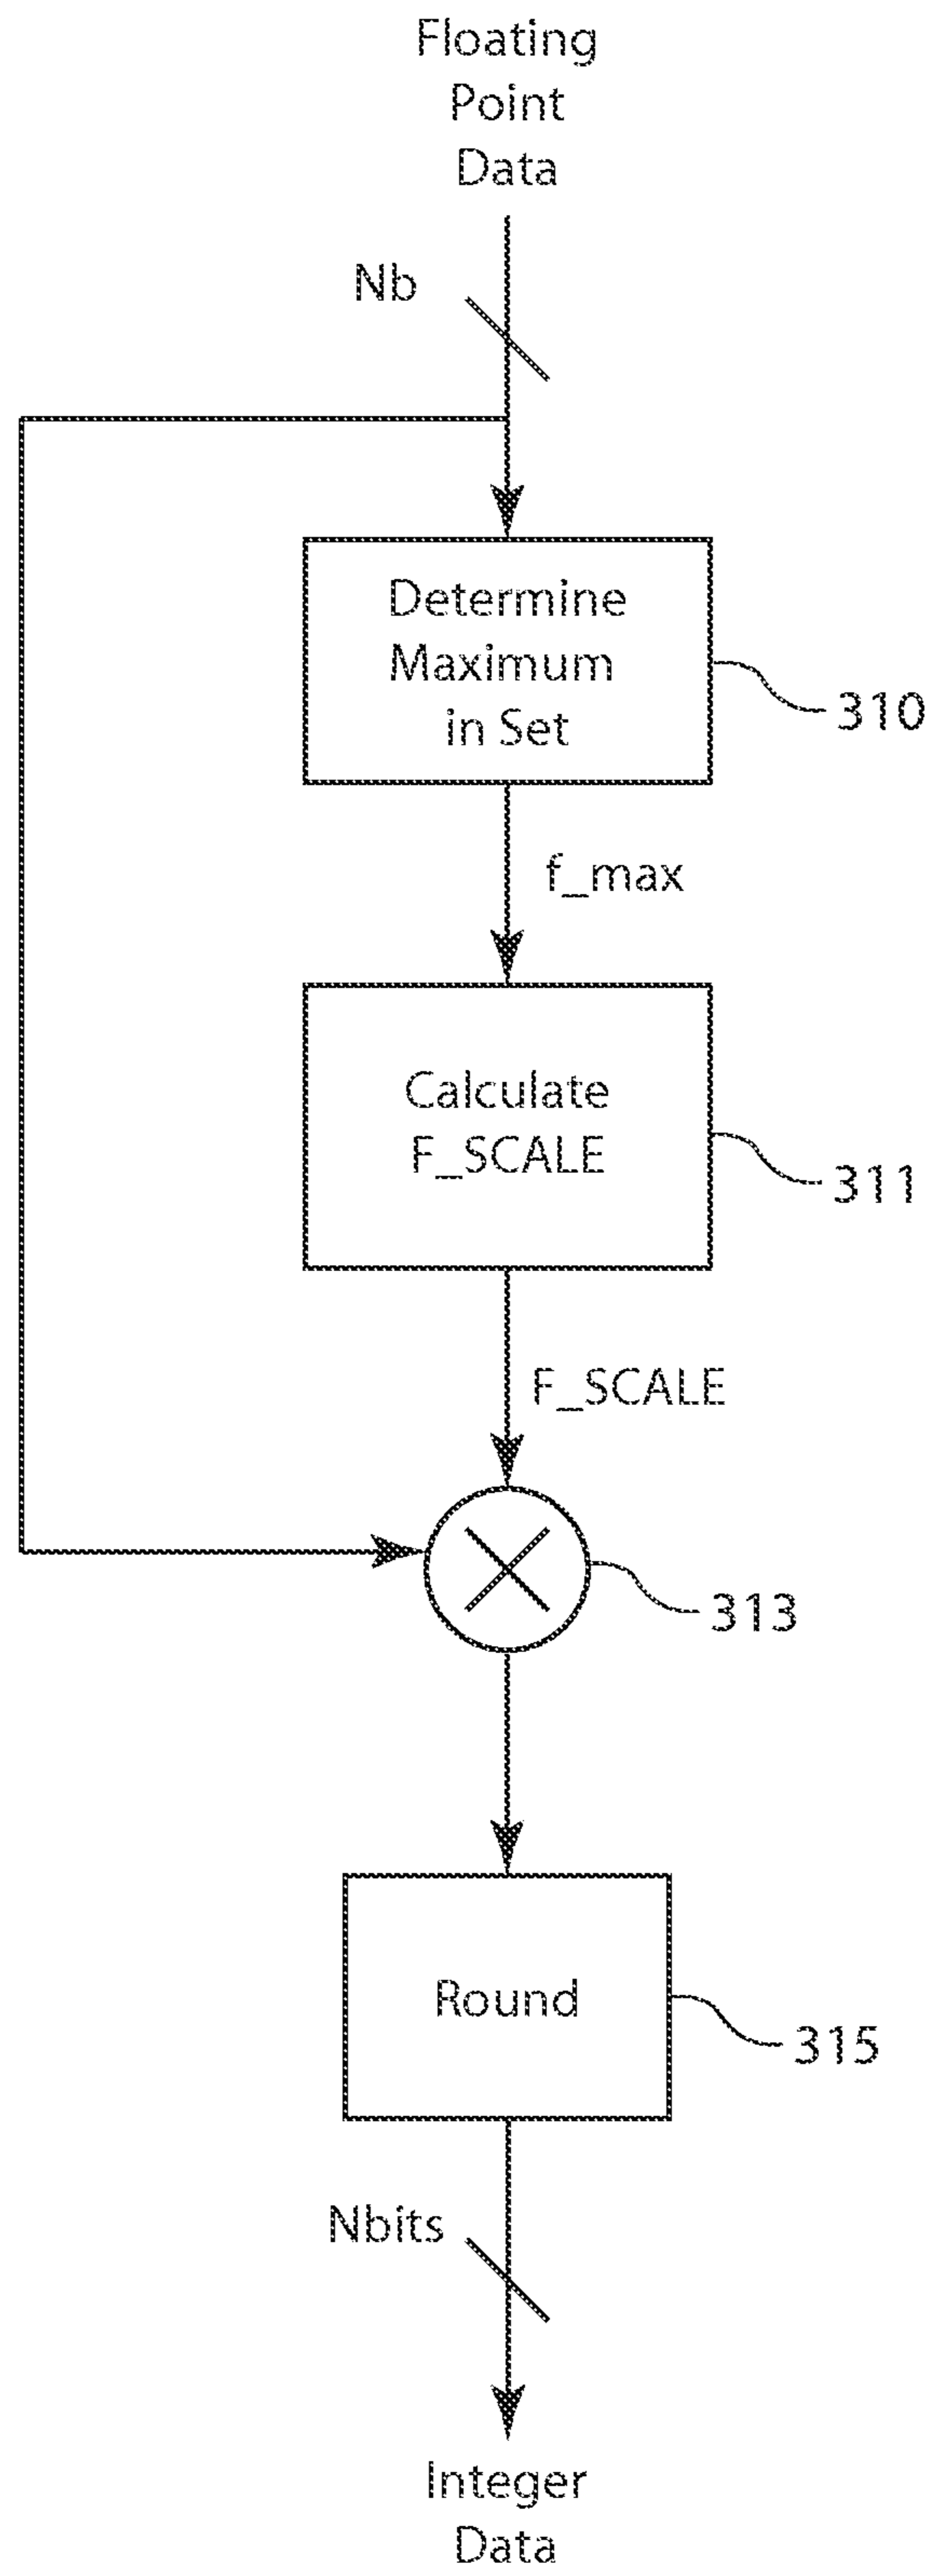 Floating
Point
Data
Nb
Determine
Maximum
in Set
310
f_max
Calculate
F_SCALE
311
F_SCALE
313
Round
315
Nbits
Integer
Data